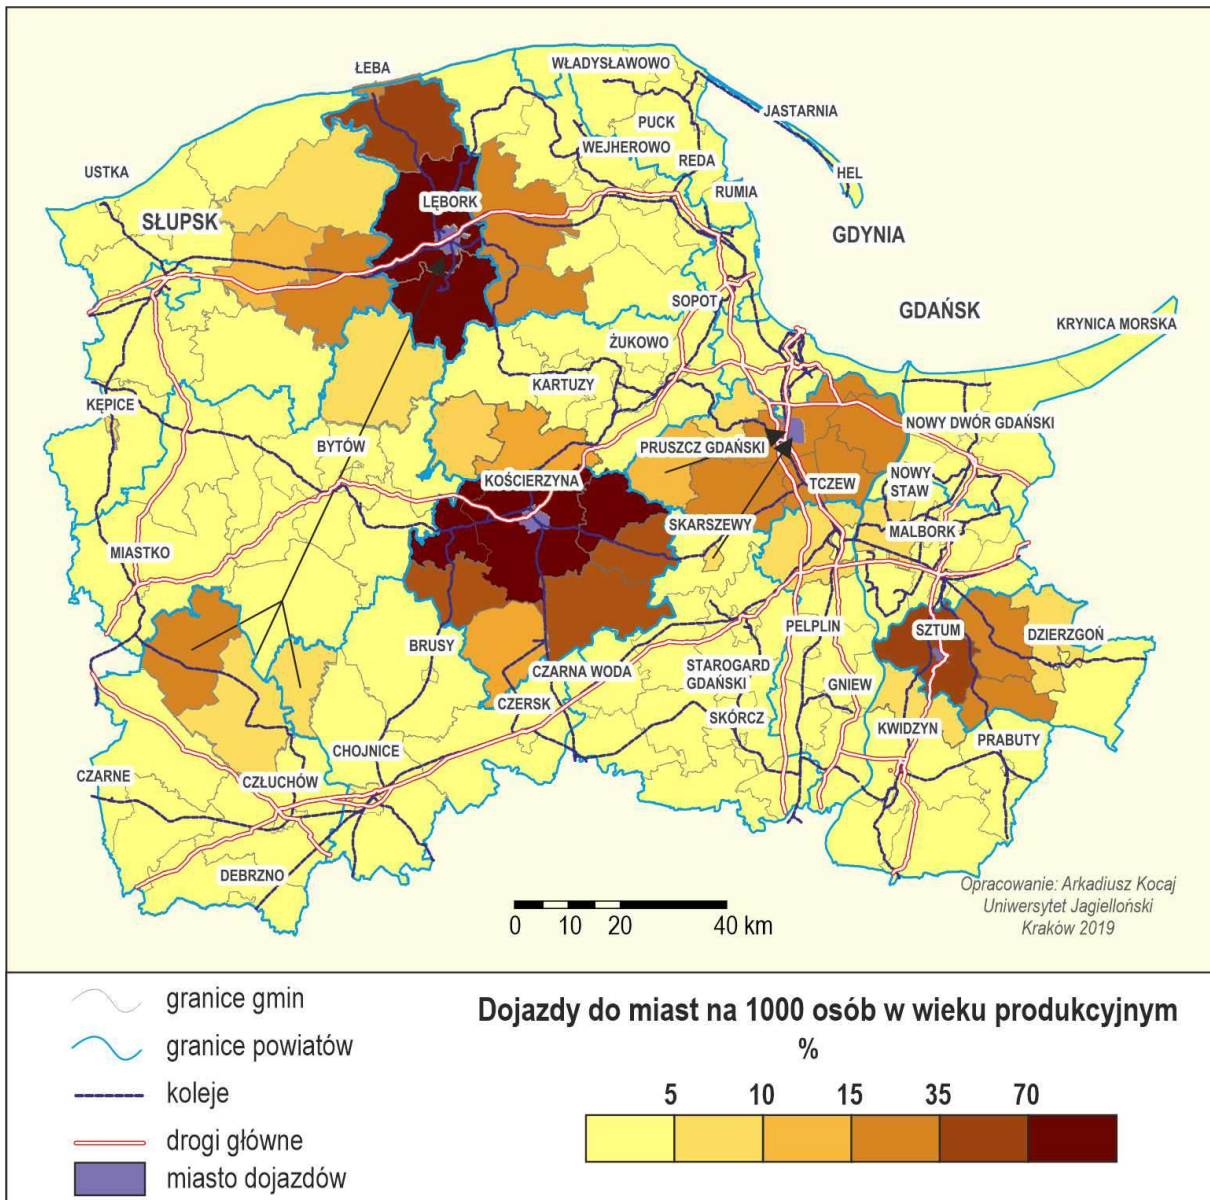 ŁEBA
WŁADYSŁAWOWO
JASTARNIA
PUCK
WEJHEROWO
REDA
HEL
USTKA
RUMIA
LĘBORK
SŁUPSK
GDYNIA
SOPOT
GDAŃSK
KRYNICA MORSKA
ŻUKOWO
KARTUZY
KĘPICE
NOWY DWÓR GDAŃSKI
BYTÓW
PRUSZCZ GDAŃSKI
KOŚCIERZYNA
TCZEW
NOWY
STAW
SKARSZEWY
MALBORK
MIASTKO
PELPLIN
SZTUM
DZIERZGOŃ
BRUSY
CZARNA WODA
STAROGARD
GDAŃSKI
GNIEW
CZERSK
SKÓRCZ
KWIDZYN
PRABUTY
CHOJNICE
CZARNE
CZŁUCHÓW
DEBRZNO
Opracowanie: Arkadiusz Kocaj
Uniwersytet Jagielloński
Kraków 2019
0 10 20 40 km
granice gmin
granice powiatów
koleje
drogi główne
miasto dojazdów
Dojazdy do miast na 1000 osób w wieku produkcyjnym
%
5 10 15 35 70